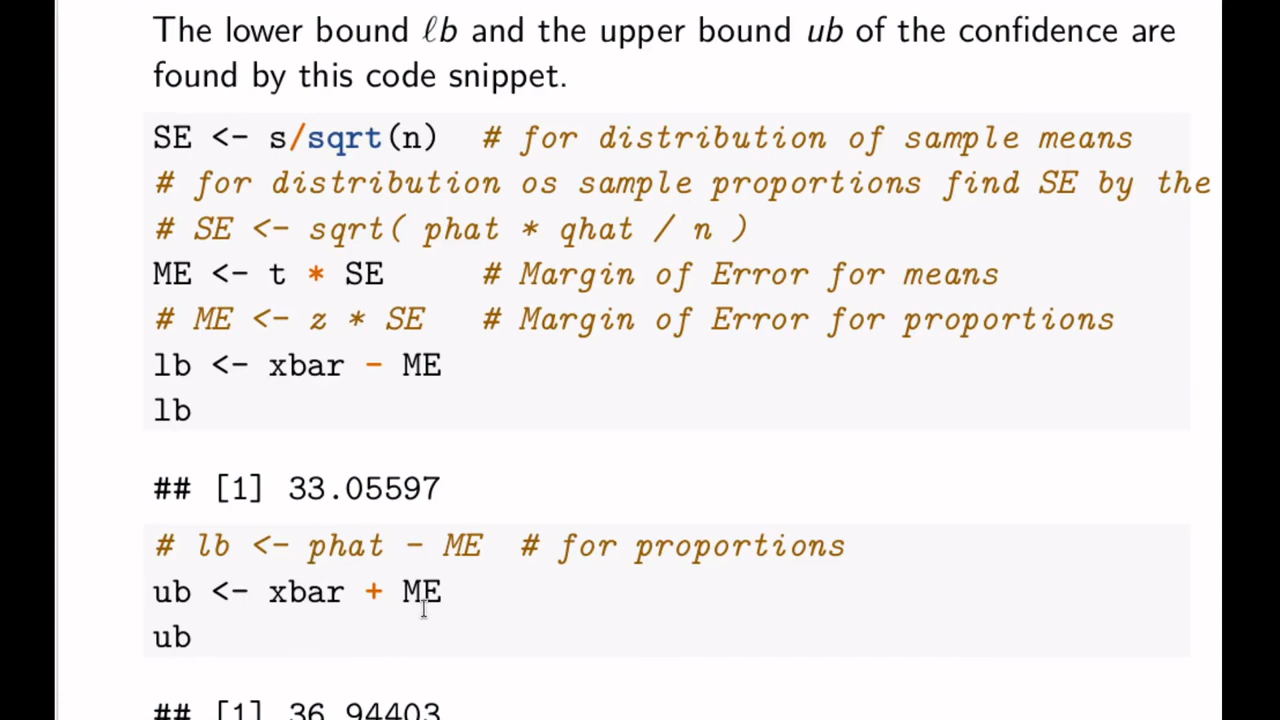 The lower bound ℓb and the upper bound ub of the confidence are
found by this code snippet.
SE <- s/sqrt(n)  # for distribution of sample means
# for distribution os sample proportions find SE by the
# SE <- sqrt( phat * qhat / n )
ME <- t * SE     # Margin of Error for means
# ME <- z * SE   # Margin of Error for proportions
lb <- xbar - ME
lb
## [1] 33.05597
# lb <- phat - ME  # for proportions
ub <- xbar + ME
ub
## [1] 36.94403